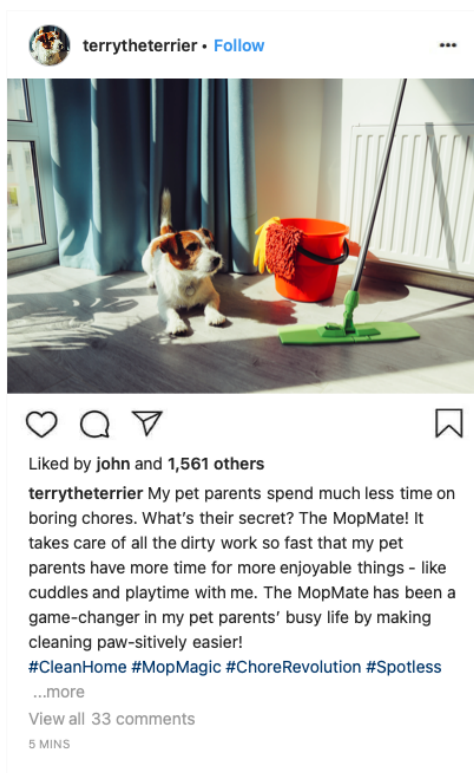 terrytheterrier • Follow
Liked by john and 1,561 others
terrytheterrier My pet parents spend much less time on
boring chores. What’s their secret? The MopMate! It
takes care of all the dirty work so fast that my pet
parents have more time for more enjoyable things - like
cuddles and playtime with me. The MopMate has been a
game-changer in my pet parents’ busy life by making
cleaning paw-sitively easier!
#CleanHome #MopMagic #ChoreRevolution #Spotless
...more
View all 33 comments
5 MINS